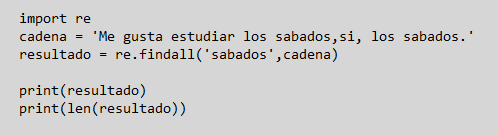 import re
cadena = 'Me gusta estudiar los sabados,si, los sabados.'
resultado = re.findall('sabados',cadena)
print(resultado)
print(len(resultado))